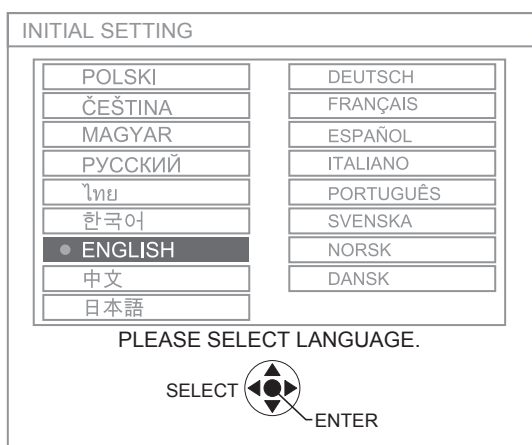 INITIAL SETTING
POLSKI
ČEŠTINA
MAGYAR
РУССКИЙ
ไทย
한국어
ENGLISH
中文
日本語
DEUTSCH
FRANÇAIS
ESPAÑOL
ITALIANO
PORTUGUÊS
SVENSKA
NORSK
DANSK
PLEASE SELECT LANGUAGE.
SELECT
ENTER